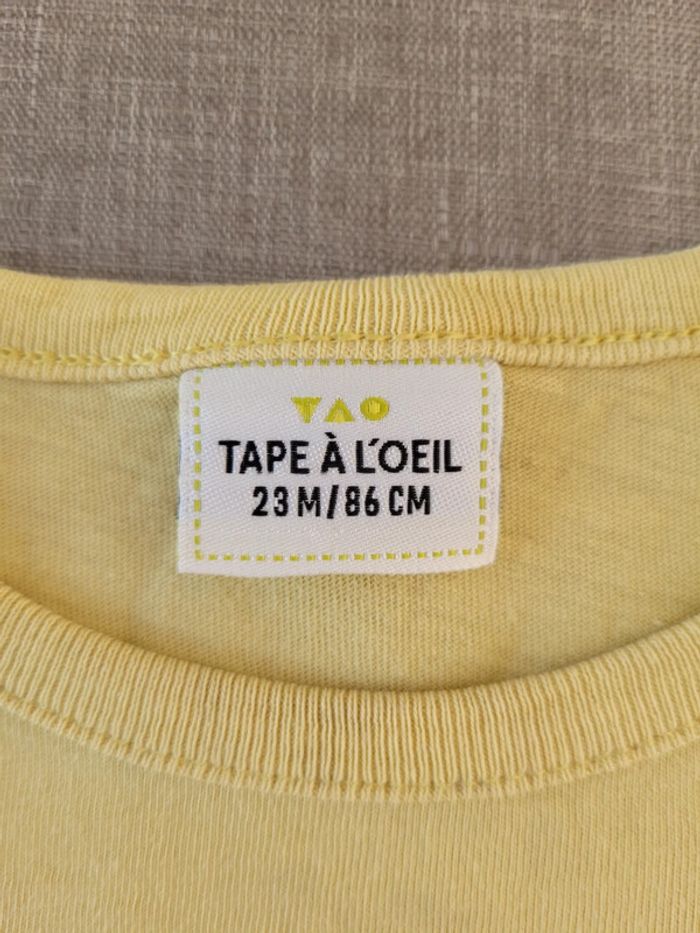 TAO
TAPE À L'OEIL
23 M/86 CM